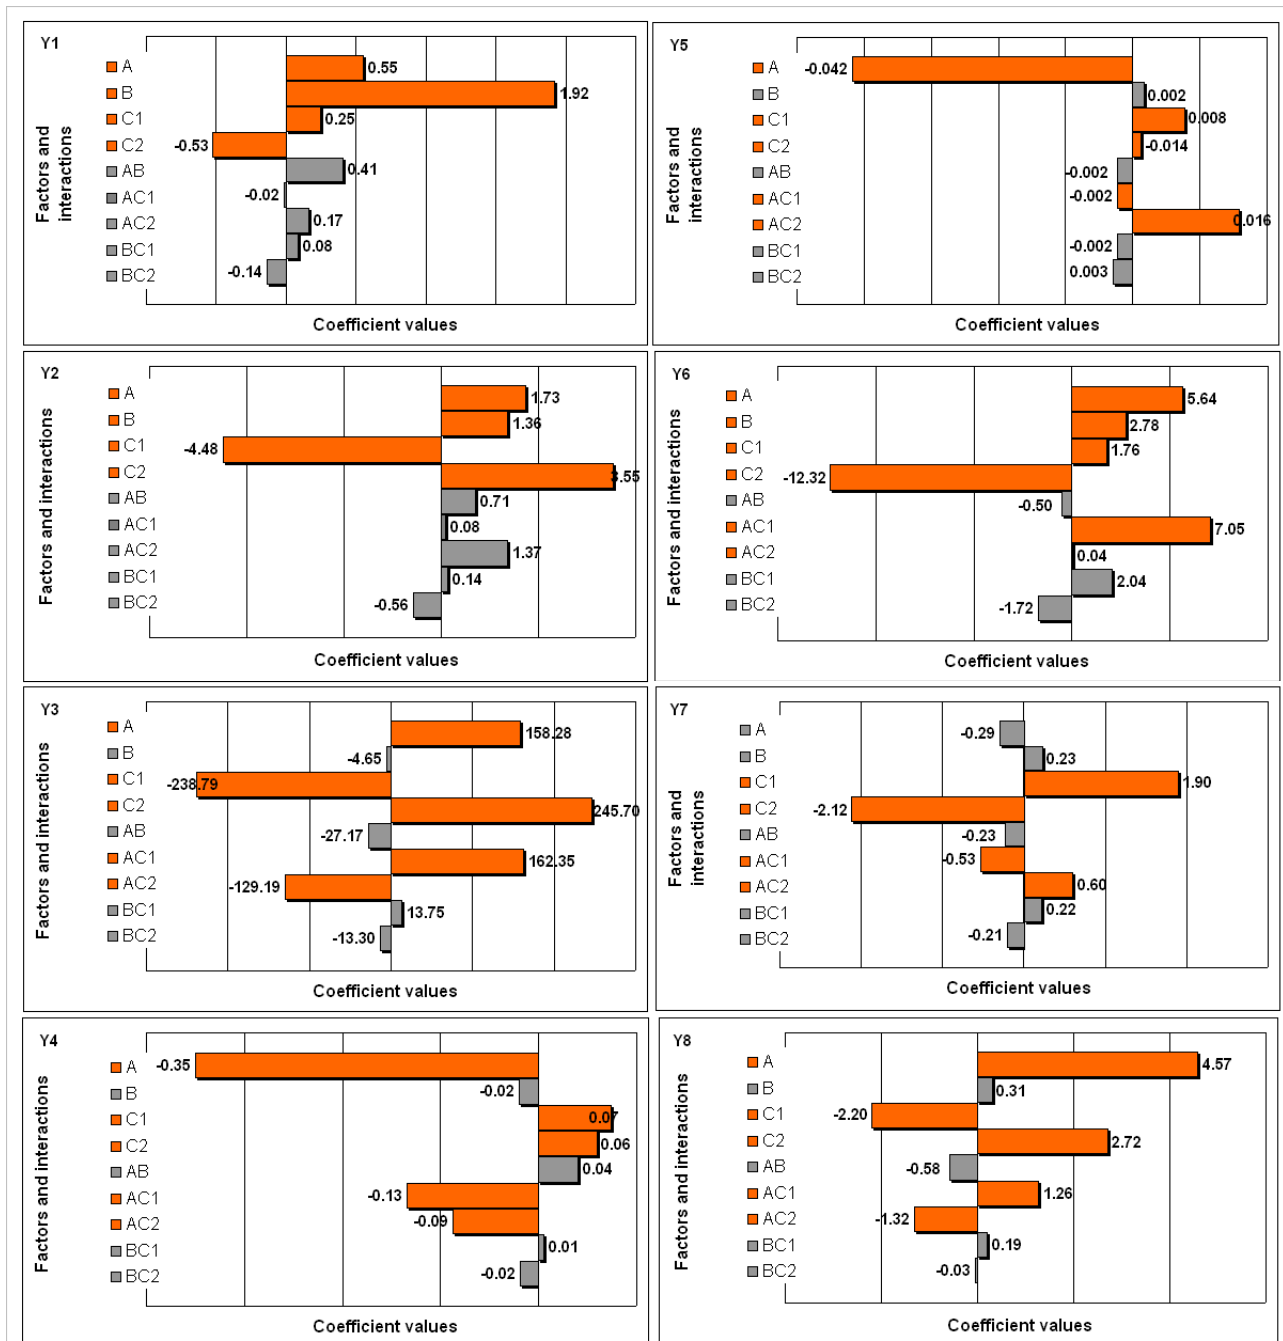 Y1
Factors and
interactions
A 0.55
B 1.92
C1 0.25
C2 -0.53
AB 0.41
AC1 -0.02
AC2 0.17
BC1 0.08
BC2 -0.14
Coefficient values
Y5
Factors and
interactions
A -0.042
B 0.002
C1 0.008
C2 -0.014
AB -0.002
AC1 -0.002
AC2 0.016
BC1 -0.002
BC2 0.003
Coefficient values
Y2
Factors and interactions
A 1.73
B 1.36
C1 -4.48
C2 3.55
AB 0.71
AC1 0.08
AC2 1.37
BC1 0.14
BC2 -0.56
Coefficient values
Y6
Factors and interactions
A 5.64
B 2.78
C1 1.76
C2 -12.32
AB -0.50
AC1 7.05
AC2 0.04
BC1 2.04
BC2 -1.72
Coefficient values
Y3
Factors and interactions
A 158.28
B -4.65
C1 -238.79
C2 245.70
AB -27.17
AC1 162.35
AC2 -129.19
BC1 13.75
BC2 -13.30
Coefficient values
Y7
Factors and
interactions
A -0.29
B 0.23
C1 1.90
C2 -2.12
AB -0.23
AC1 -0.53
AC2 0.60
BC1 0.22
BC2 -0.21
Coefficient values
Y4
Factors and interactions
A -0.35
B -0.02
C1 0.07
C2 0.06
AB 0.04
AC1 -0.13
AC2 -0.09
BC1 0.01
BC2 -0.02
Coefficient values
Y8
Factors and interactions
A 4.57
B 0.31
C1 -2.20
C2 2.72
AB -0.58
AC1 1.26
AC2 -1.32
BC1 0.19
BC2 -0.03
Coefficient values